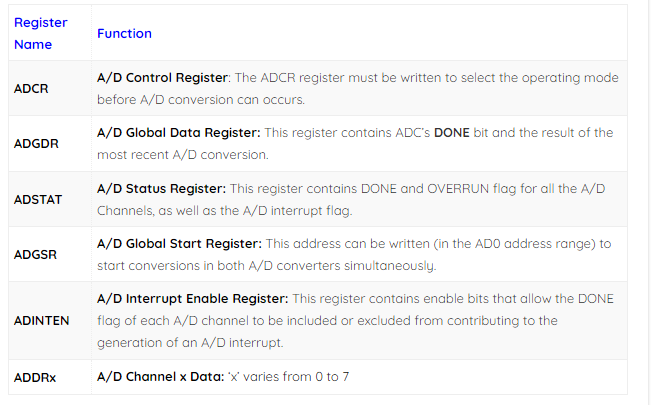 Register
Name
Function
ADCR
A/D Control Register: The ADCR register must be written to select the operating mode
before A/D conversion can occurs.
ADGDR
A/D Global Data Register: This register contains ADC's DONE bit and the result of the
most recent A/D conversion.
ADSTAT
A/D Status Register: This register contains DONE and OVERRUN flag for all the A/D
Channels, as well as the A/D interrupt flag.
ADGSR
A/D Global Start Register: This address can be written (in the AD0 address range) to
start conversions in both A/D converters simultaneously.
ADINTEN
A/D Interrupt Enable Register: This register contains enable bits that allow the DONE
flag of each A/D channel to be included or excluded from contributing to the
generation of an A/D interrupt.
ADDRx
A/D Channel x Data: 'x' varies from 0 to 7